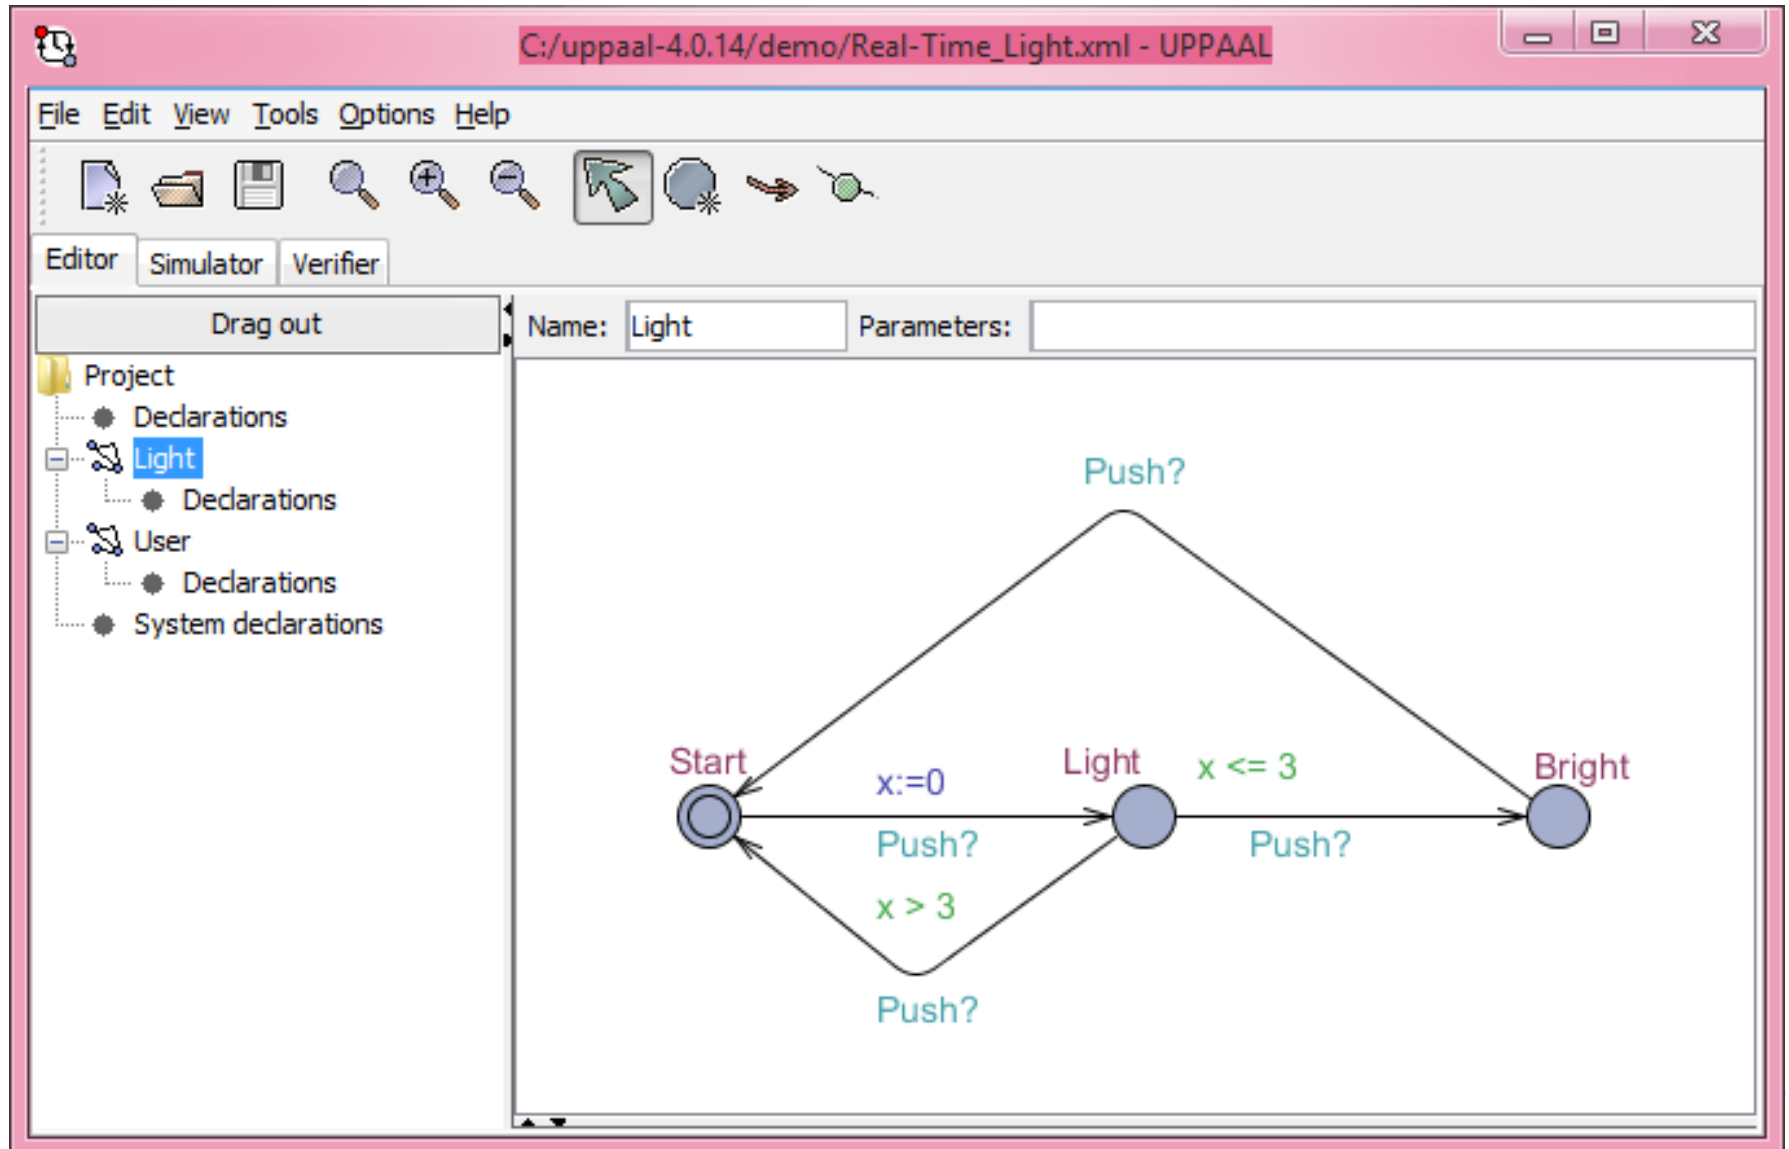 C:/uppaal-4.0.14/demo/Real-Time_Light.xml - UPPAAL
File Edit View Tools Options Help
Editor Simulator Verifier
Drag out
Name: Light Parameters:
Project
Declarations
Light
Declarations
User
Declarations
System declarations
Push?
Start
x:=0
Light
x <= 3
Bright
Push?
Push?
x > 3
Push?